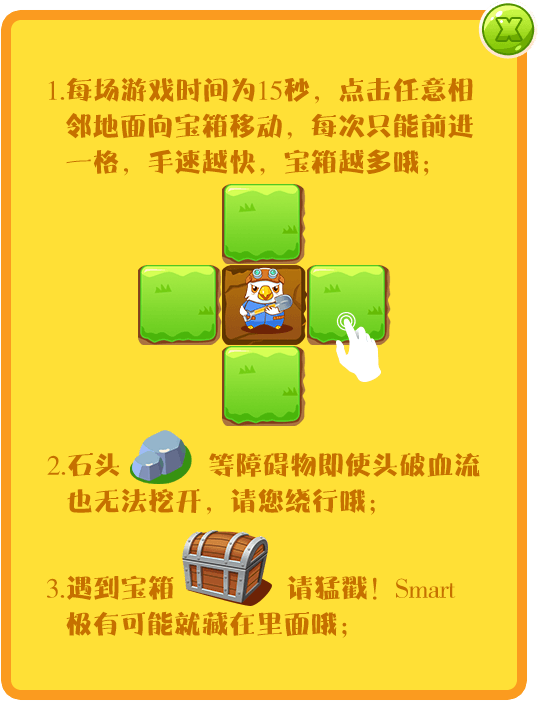 1.每场游戏时间为15秒，点击任意相
邻地面向宝箱移动，每次只能前进
一格，手速越快，宝箱越多哦；
2.石头 等障碍物即使头破血流
也无法挖开，请您绕行哦；
3.遇到宝箱 请猛戳！Smart
极有可能就藏在里面哦；